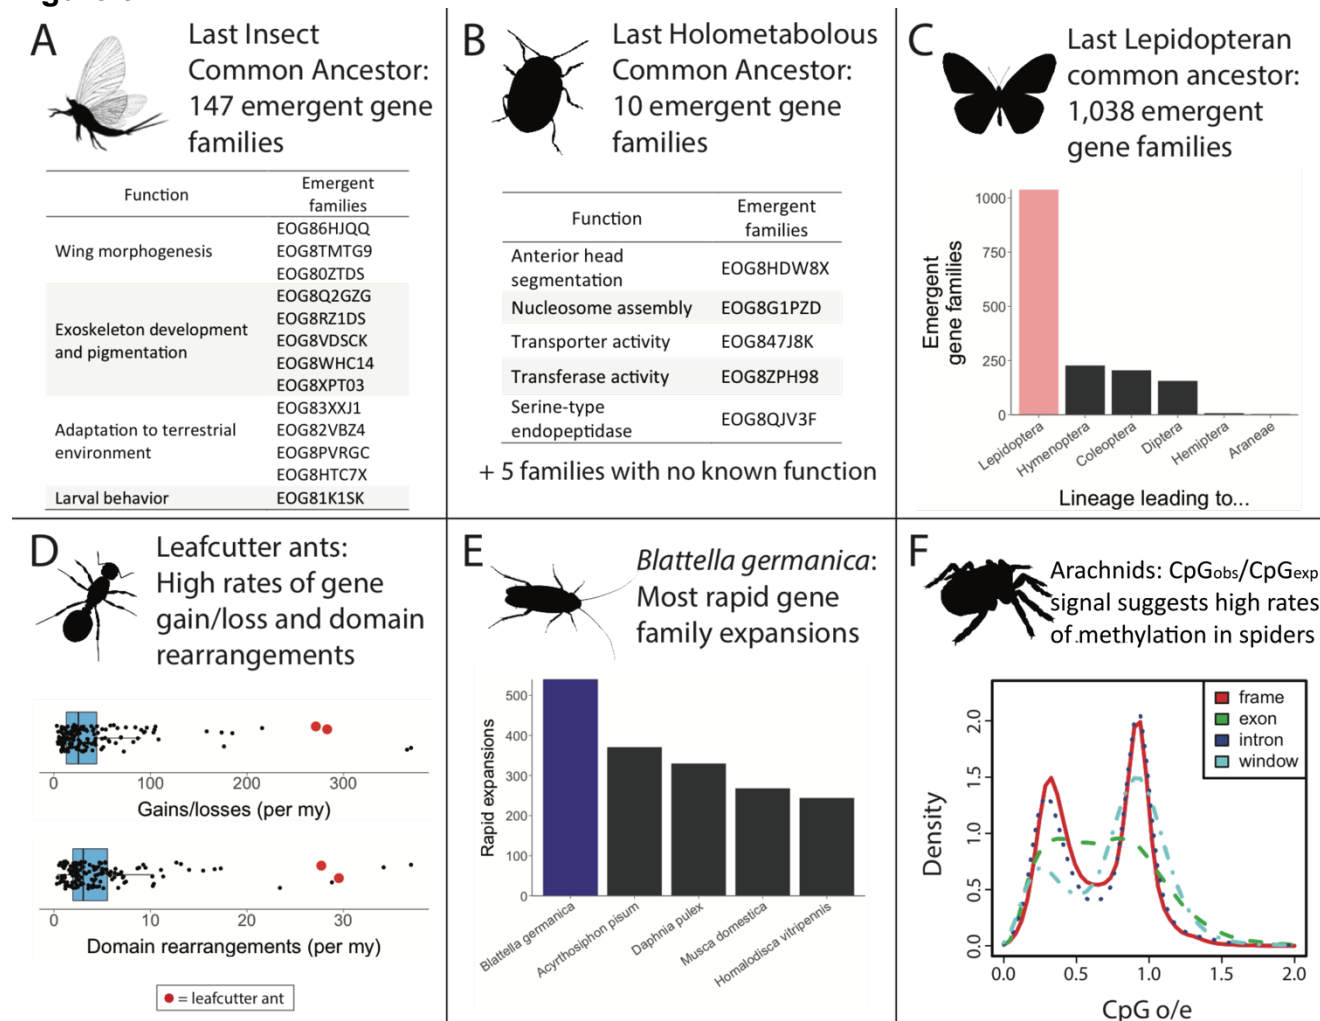 A
Last Insect
Common Ancestor:
147 emergent gene
families
Function
Emergent
families
Wing morphogenesis
EOG86HJQQ
EOG8TMTG9
EOG80ZTDS
Exoskeleton development
and pigmentation
EOG8Q2GZG
EOG8RZ1DS
EOG8VDSCK
EOG8WHC14
EOG8XPT03
Adaptation to terrestrial
environment
EOG83XXJ1
EOG82VBZ4
EOG8PVRGC
EOG8HTC7X
Larval behavior
EOG81K1SK
B
Last Holometabolous
Common Ancestor:
10 emergent gene
families
Function
Emergent
families
Anterior head
segmentation
EOG8HDW8X
Nucleosome assembly
EOG8G1PZD
Transporter activity
EOG847J8K
Transferase activity
EOG8ZPH98
Serine-type
endopeptidase
EOG8QJV3F
+ 5 families with no known function
C
Last Lepidopteran
common ancestor:
1,038 emergent
gene families
Emergent
gene families
1000
750
500
250
0
Lepidoptera
Hymenoptera
Coleoptera
Diptera
Hemiptera
Araneae
Lineage leading to...
D
Leafcutter ants:
High rates of gene
gain/loss and domain
rearrangements
0 100 200 300
Gains/losses (per my)
0 10 20 30
Domain rearrangements (per my)
= leafcutter ant
E
Blattella germanica:
Most rapid gene
family expansions
Rapid expansions
500
400
300
200
100
0
Blattella germanica
Acyrthosiphon pisum
Daphnia pulex
Musca domestica
Homalodisca vitripennis
F
Arachnids: CpGobs/CpGexp
signal suggests high rates
of methylation in spiders
frame
exon
intron
window
Density
2.0
1.5
1.0
0.5
0.0
0.0 0.5 1.0 1.5 2.0
CpG o/e